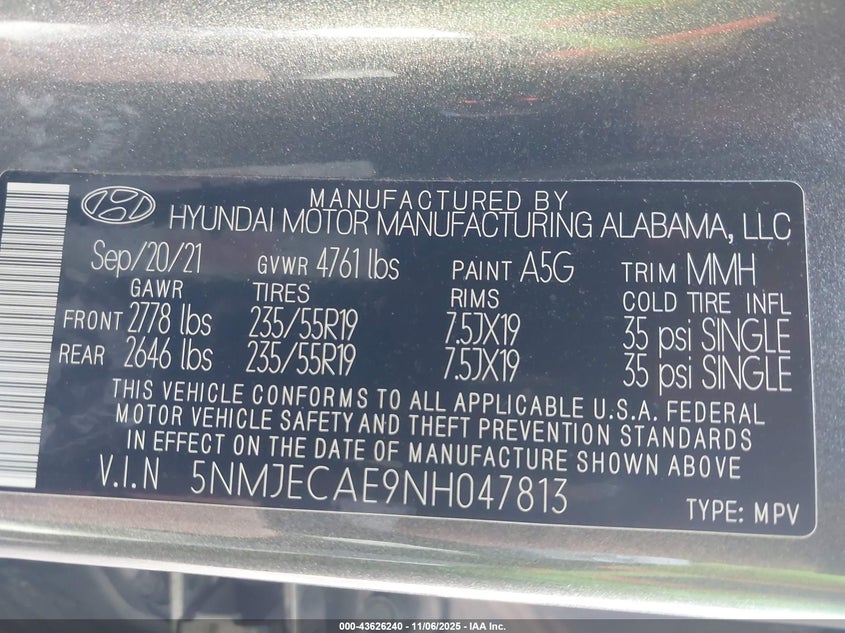 MANUFACTURED BY
HYUNDAI MOTOR MANUFACTURING ALABAMA, LLC
Sep/20/21 GVWR 4761 lbs PAINT A5G TRIM MMH
GAWR TIRES RIMS COLD TIRE INFL
FRONT 2778 lbs 235/55R19 7.5JX19 35 psi SINGLE
REAR 2646 lbs 235/55R19 7.5JX19 35 psi SINGLE
THIS VEHICLE CONFORMS TO ALL APPLICABLE U.S.A. FEDERAL
MOTOR VEHICLE SAFETY AND THEFT PREVENTION STANDARDS
IN EFFECT ON THE DATE OF MANUFACTURE SHOWN ABOVE
V.I.N 5NMJECAE9NH047813
TYPE: MPV
000-43626240 - 11/06/2025 - IAA Inc.